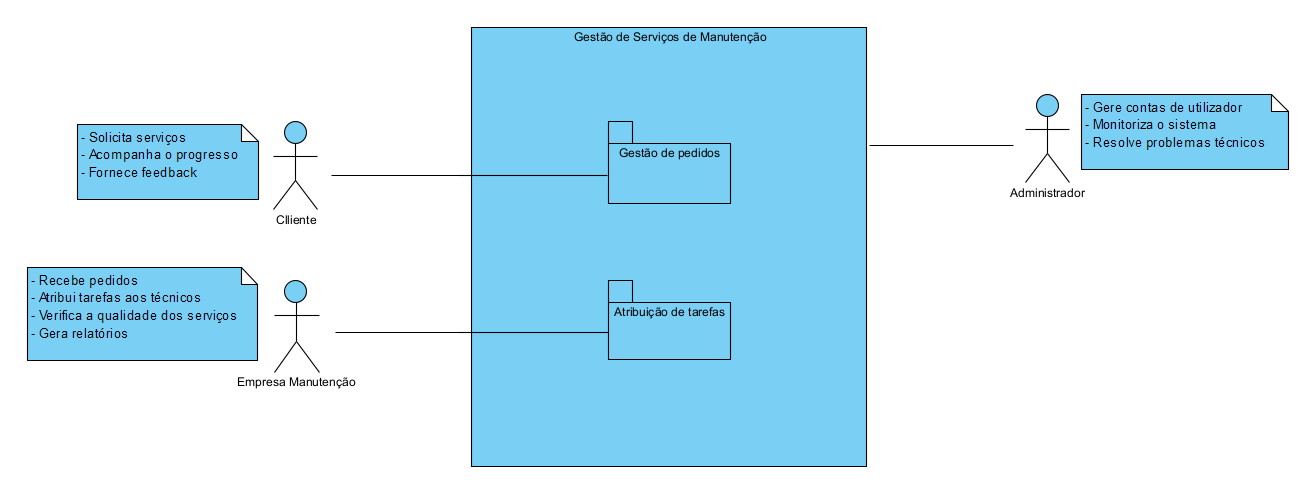 Gestão de Serviços de Manutenção
- Solicita serviços
- Acompanha o progresso
- Fornece feedback
Clliente
Gestão de pedidos
- Gere contas de utilizador
- Monitoriza o sistema
- Resolve problemas técnicos
Administrador
- Recebe pedidos
- Atribui tarefas aos técnicos
- Verifica a qualidade dos serviços
- Gera relatórios
Empresa Manutenção
Atribuição de tarefas